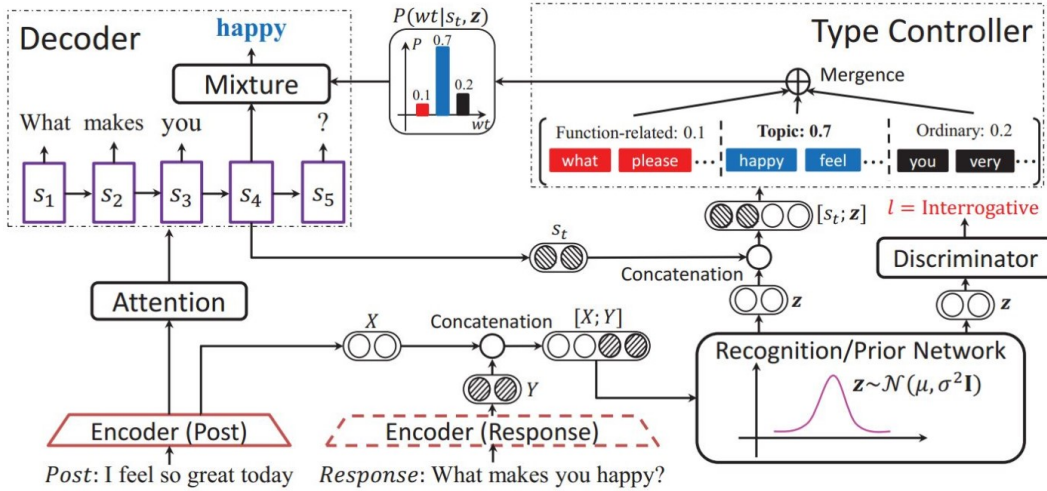 Decoder
happy
Mixture
What makes you ?
s₁ s₂ s₃ s₄ s₅
Attention
P(wt|s_t, z)
P
0.7
0.1
0.2
wt
Type Controller
Mergence
Function-related: 0.1 Topic: 0.7 Ordinary: 0.2
what please ... happy feel ... you very ...
[s_t; z]
s_t
Concatenation
z
l = Interrogative
Discriminator
z
X
Concatenation
[X; Y]
Y
Recognition/Prior Network
z~𝒩(μ, σ²I)
Encoder (Post)
Encoder (Response)
Post: I feel so great today
Response: What makes you happy?